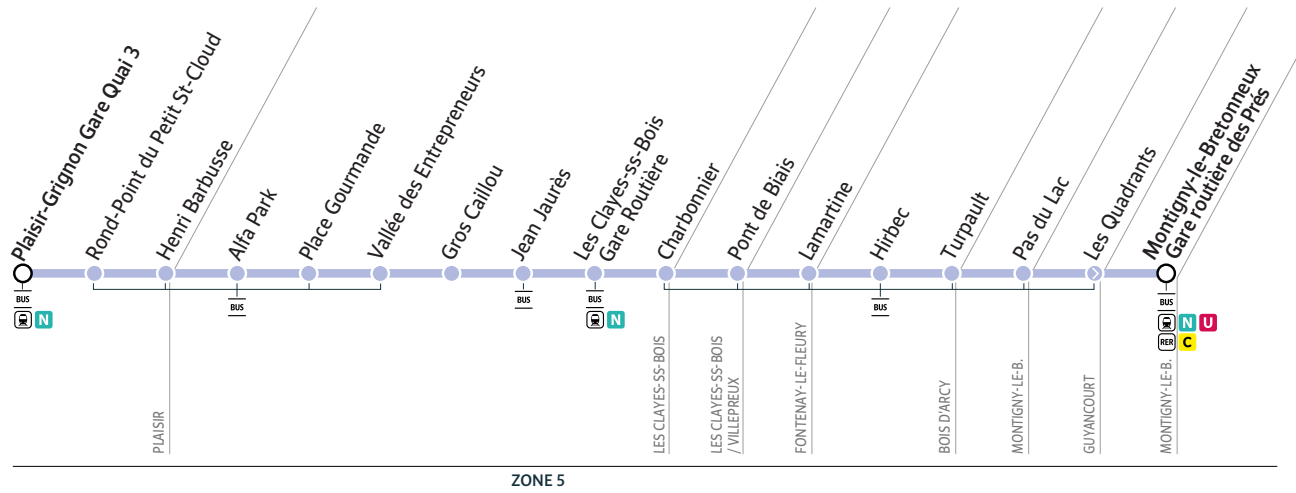 Plaisir-Grignon Gare Quai 3
Rond-Point du Petit St-Cloud
Henri Barbusse
Alfa Park
Place Gourmande
Vallée des Entrepreneurs
Gros Caillou
Jean Jaurès
Les Clayes-ss-Bois
Gare Routière
Charbonnier
Pont de Biais
Lamartine
Hirbec
Turpault
Pas du Lac
Les Quadrants
Montigny-le-Bretonneux
Gare routière des Prés
BUS
N
BUS
BUS
BUS
N
BUS
BUS
N U
RER C
PLAISIR
LES CLAYES-SS-BOIS
LES CLAYES-SS-BOIS
/ VILLEPREUX
FONTENAY-LE-FLEURY
BOIS D'ARCY
MONTIGNY-LE-B.
GUYANCOURT
MONTIGNY-LE-B.
ZONE 5